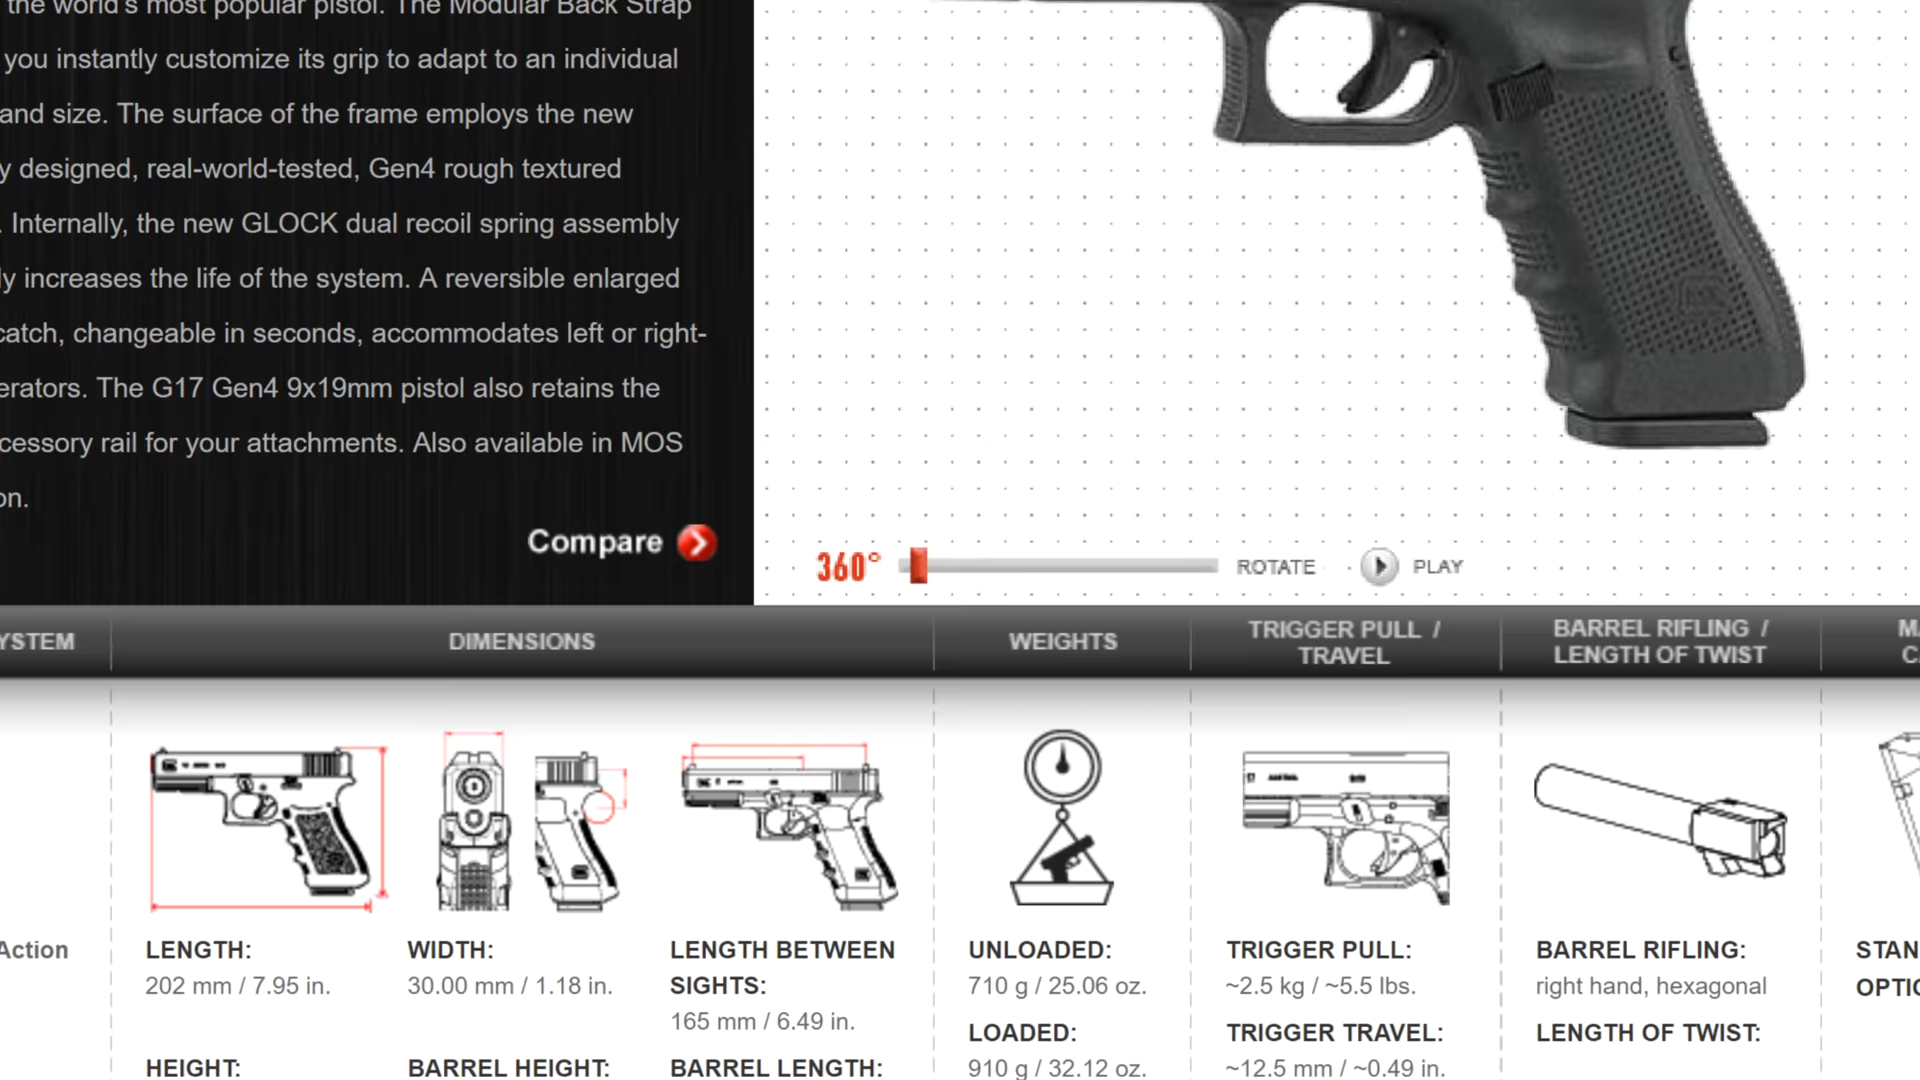 the world's most popular pistol. The Modular Back Strap
you instantly customize its grip to adapt to an individual
and size. The surface of the frame employs the new
y designed, real-world-tested, Gen4 rough textured
. Internally, the new GLOCK dual recoil spring assembly
ly increases the life of the system. A reversible enlarged
catch, changeable in seconds, accommodates left or right-
erators. The G17 Gen4 9x19mm pistol also retains the
cessory rail for your attachments. Also available in MOS
on.
Compare
360°
ROTATE
PLAY
YSTEM
DIMENSIONS
WEIGHTS
TRIGGER PULL /
TRAVEL
BARREL RIFLING /
LENGTH OF TWIST
Action
LENGTH:
202 mm / 7.95 in.
HEIGHT:
WIDTH:
30.00 mm / 1.18 in.
BARREL HEIGHT:
LENGTH BETWEEN
SIGHTS:
165 mm / 6.49 in.
BARREL LENGTH:
UNLOADED:
710 g / 25.06 oz.
LOADED:
910 g / 32.12 oz.
TRIGGER PULL:
~2.5 kg / ~5.5 lbs.
TRIGGER TRAVEL:
~12.5 mm / ~0.49 in.
BARREL RIFLING:
right hand, hexagonal
LENGTH OF TWIST:
STAN
OPTIO